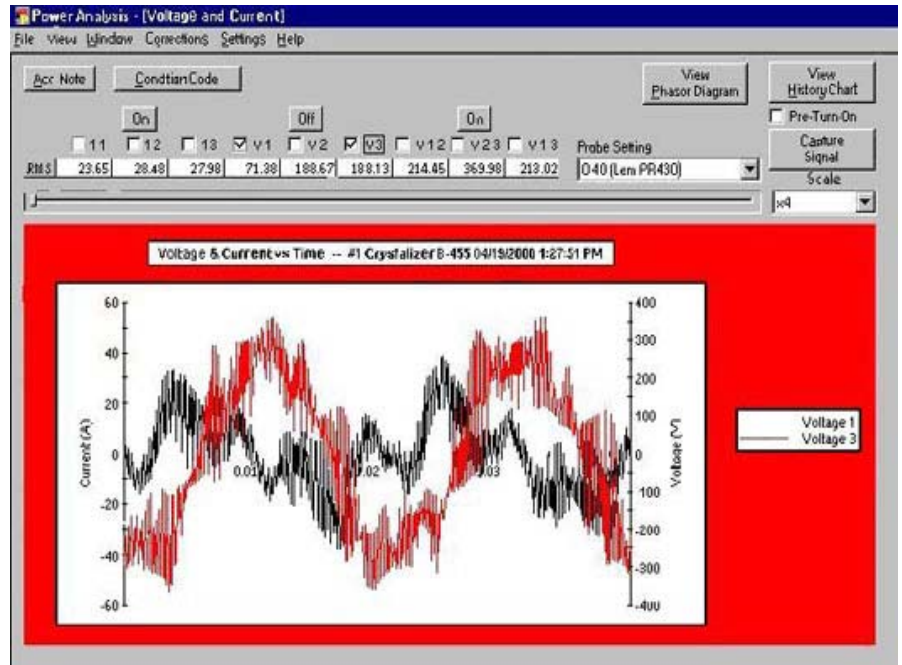 Power Analysis - [Voltage and Current]
File View Window Corrections Settings Help
Acc Note
Condtian Code
View
Phasor Diagram
View
History Chart
On
Off
On
Pre-Turn-On
11 12 13 V1 V2 V3 V12 V23 V13
Probe Setting
Capture
Signal
RMS 23.65 28.48 27.98 71.38 188.67 188.13 214.45 369.98 213.02
040 (Lem PR430)
Scale
x4
Voltage & Current vs Time -- #1 Crystalizer B-455 04/19/2000 1:27:51 PM
60
40
20
0
-20
-40
-60
Current (A)
0.01
.02
.03
400
300
200
100
0
100
-200
-300
-400
Voltage (V)
Voltage 1
Voltage 3